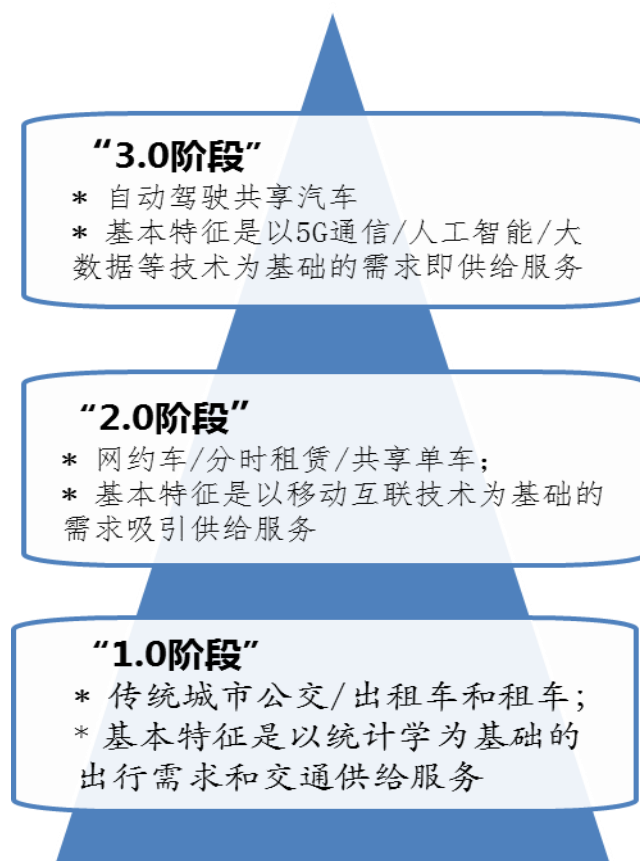 “3.0阶段”
* 自动驾驶共享汽车
* 基本特征是以5G通信/人工智能/大
数据等技术为基础的需求即供给服务
“2.0阶段”
* 网约车/分时租赁/共享单车；
* 基本特征是以移动互联技术为基础的
需求吸引供给服务
“1.0阶段”
* 传统城市公交/出租车和租车；
* 基本特征是以统计学为基础的
出行需求和交通供给服务